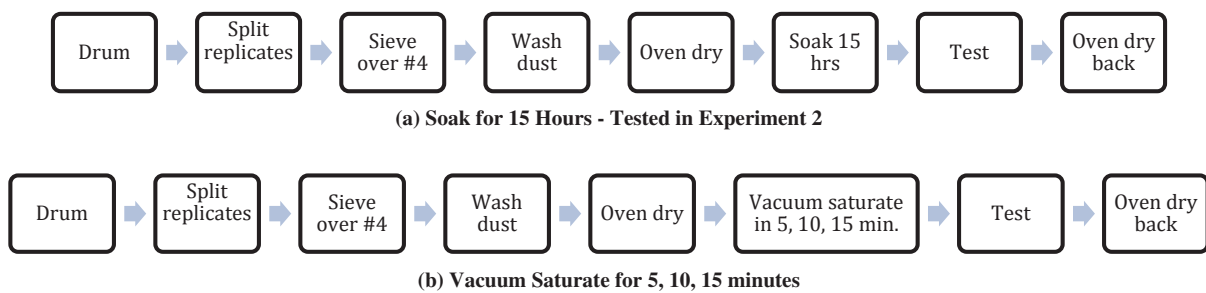 Drum
Split
replicates
Sieve
over #4
Wash
dust
Oven dry
Soak 15
hrs
Test
Oven dry
back
(a) Soak for 15 Hours - Tested in Experiment 2
Drum
Split
replicates
Sieve
over #4
Wash
dust
Oven dry
Vacuum saturate
in 5, 10, 15 min.
Test
Oven dry
back
(b) Vacuum Saturate for 5, 10, 15 minutes